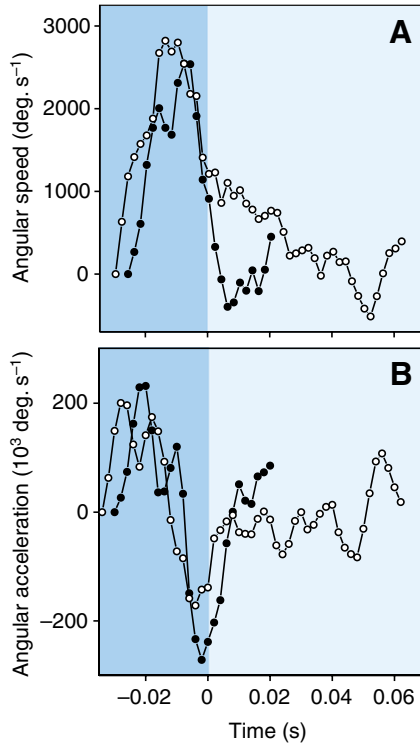 A
3000
2000
1000
0
Angular speed (deg. s−1)
B
200
0
−200
Angular acceleration (103 deg. s−1)
−0.02 0 0.02 0.04 0.06
Time (s)